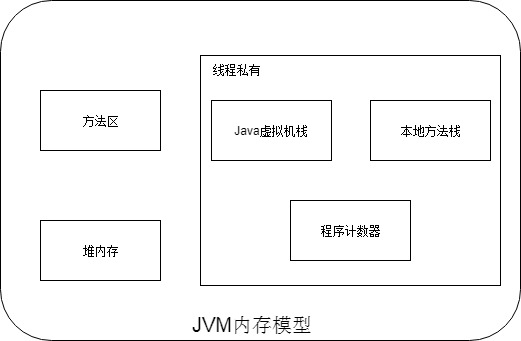 线程私有
方法区
Java虚拟机栈
本地方法栈
程序计数器
堆内存
JVM内存模型